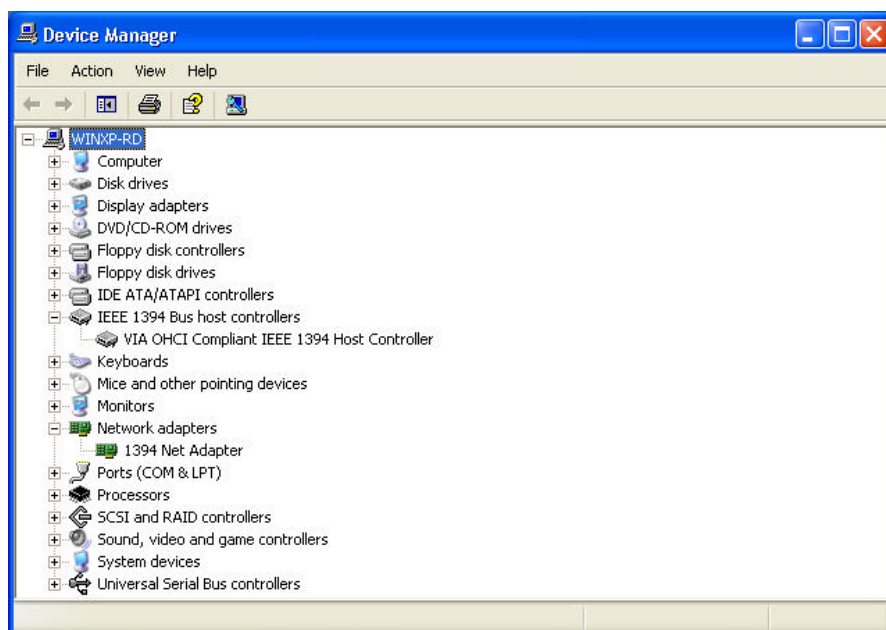 Device Manager
File Action View Help
WINXP-RD
Computer
Disk drives
Display adapters
DVD/CD-ROM drives
Floppy disk controllers
Floppy disk drives
IDE ATA/ATAPI controllers
IEEE 1394 Bus host controllers
VIA OHCI Compliant IEEE 1394 Host Controller
Keyboards
Mice and other pointing devices
Monitors
Network adapters
1394 Net Adapter
Ports (COM & LPT)
Processors
SCSI and RAID controllers
Sound, video and game controllers
System devices
Universal Serial Bus controllers